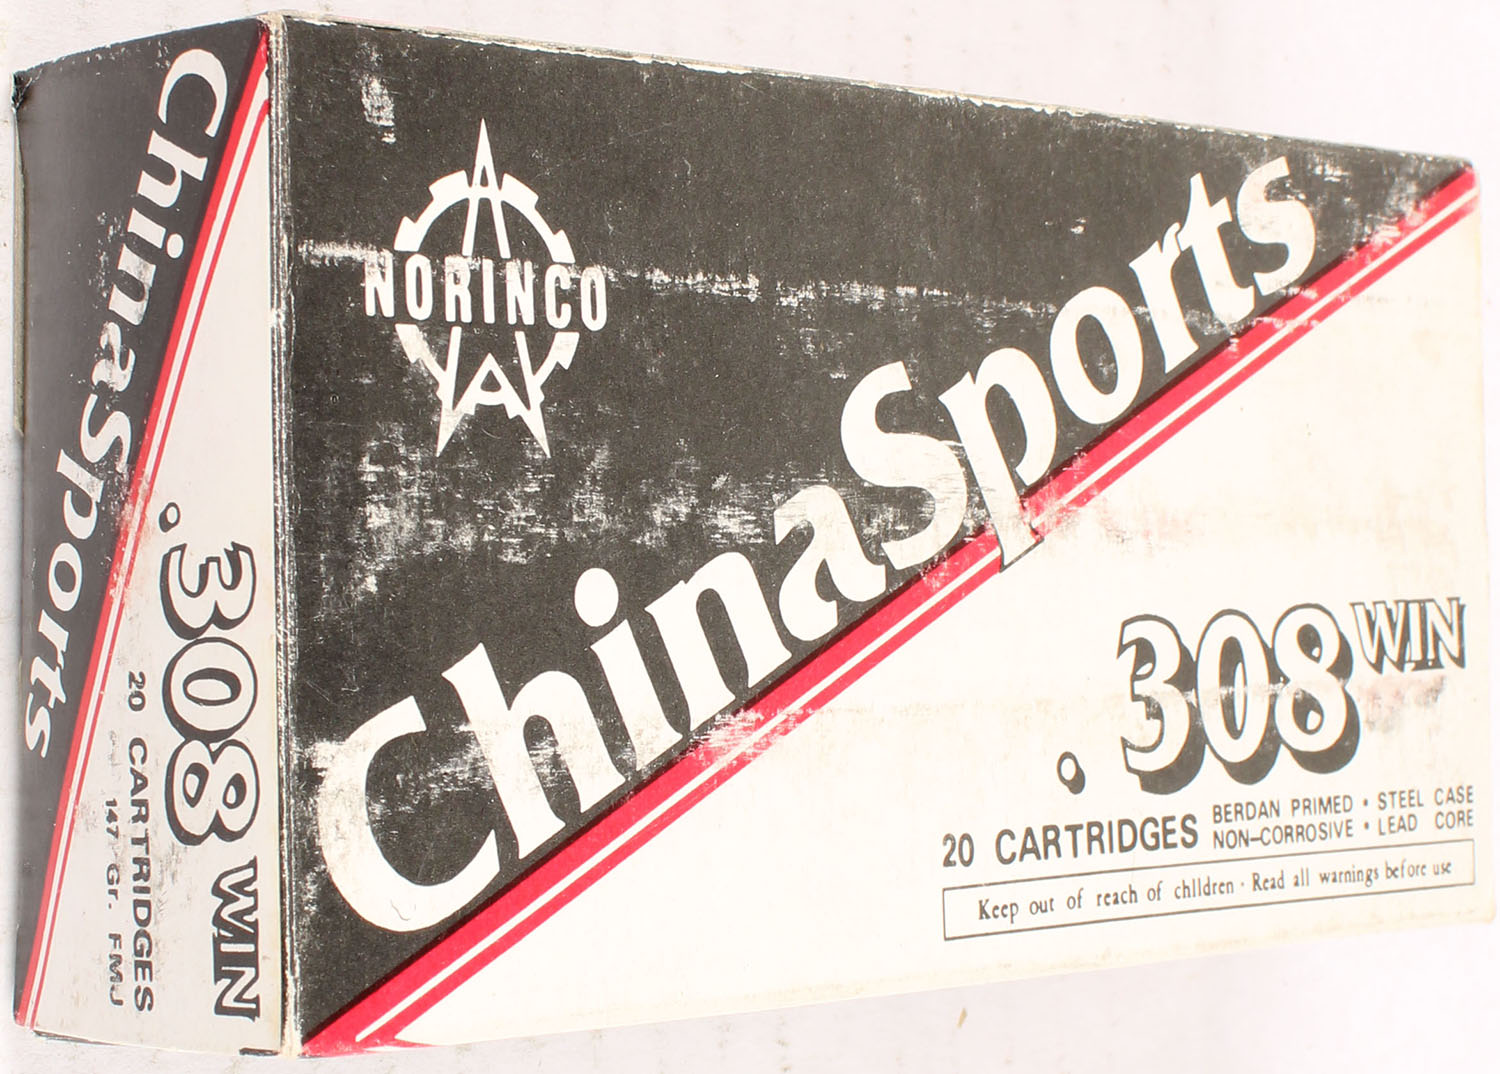 NORINCO
ChinaSports
.308 WIN
20 CARTRIDGES
BERDAN PRIMED • STEEL CASE
NON-CORROSIVE • LEAD CORE
Keep out of reach of chlldren · Read all warnings before use
ChinaSports
.308 WIN
20 CARTRIDGES
147 Gr. FMJ